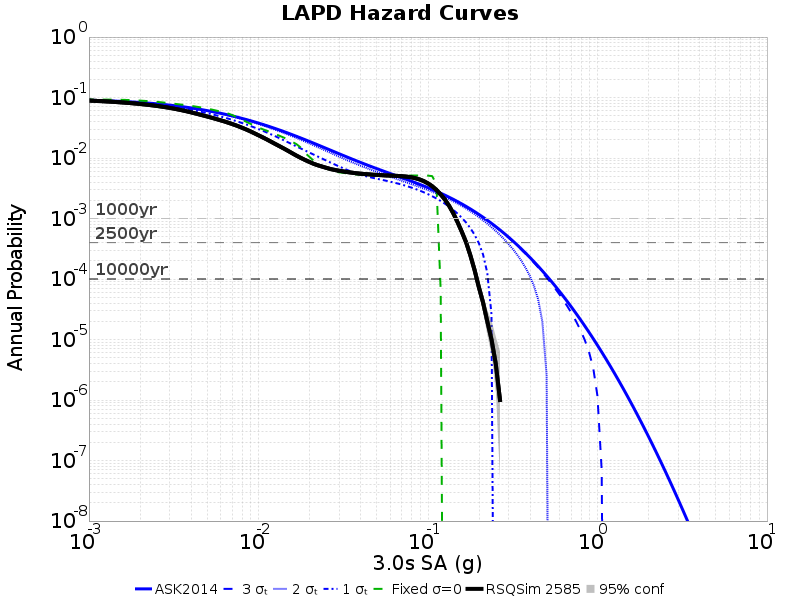 LAPD Hazard Curves
10^0
10^-1
10^-2
10^-3
10^-4
10^-5
10^-6
10^-7
10^-8
Annual Probability
1000yr
2500yr
10000yr
10^-3 10^-2 10^-1 10^0 10^1
3.0s SA (g)
ASK2014 3 σₜ 2 σₜ 1 σₜ Fixed σ=0 RSQSim 2585 95% conf